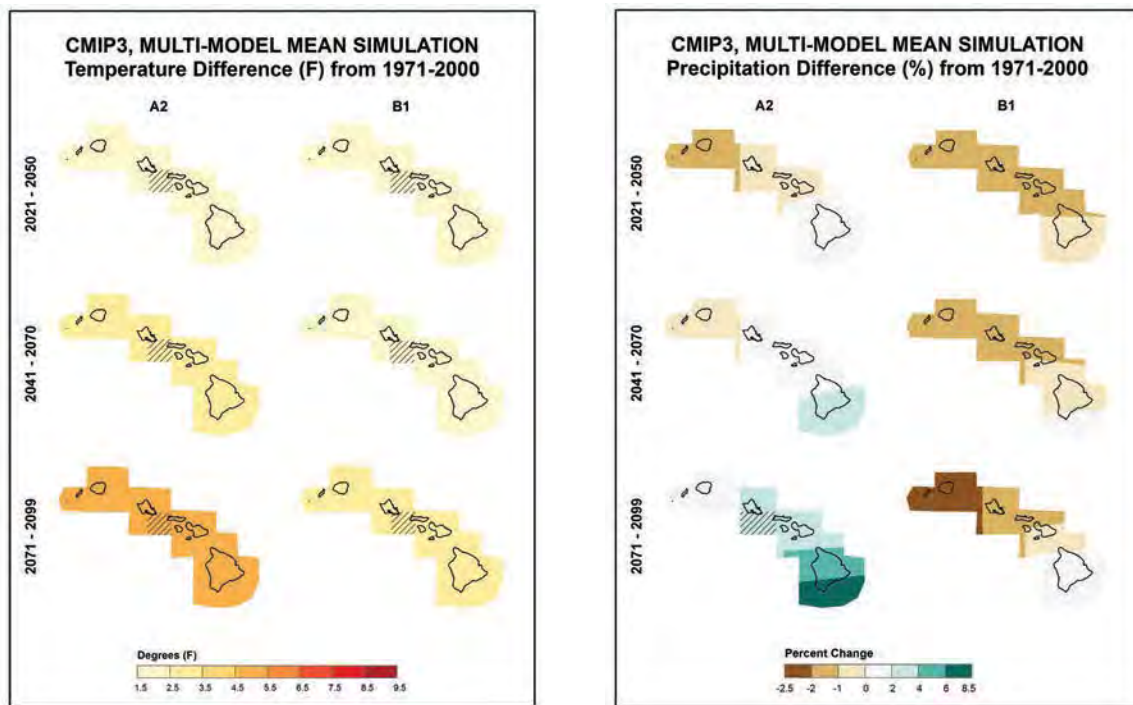 CMIP3, MULTI-MODEL MEAN SIMULATION
Temperature Difference (F) from 1971-2000
A2
B1
2021 - 2050
2041 - 2070
2071 - 2099
Degrees (F)
1.5 2.5 3.5 4.5 5.5 6.5 7.5 8.5 9.5
CMIP3, MULTI-MODEL MEAN SIMULATION
Precipitation Difference (%) from 1971-2000
A2
B1
2021 - 2050
2041 - 2070
2071 - 2099
Percent Change
-2.5 -2 -1 0 2 4 6 8.5